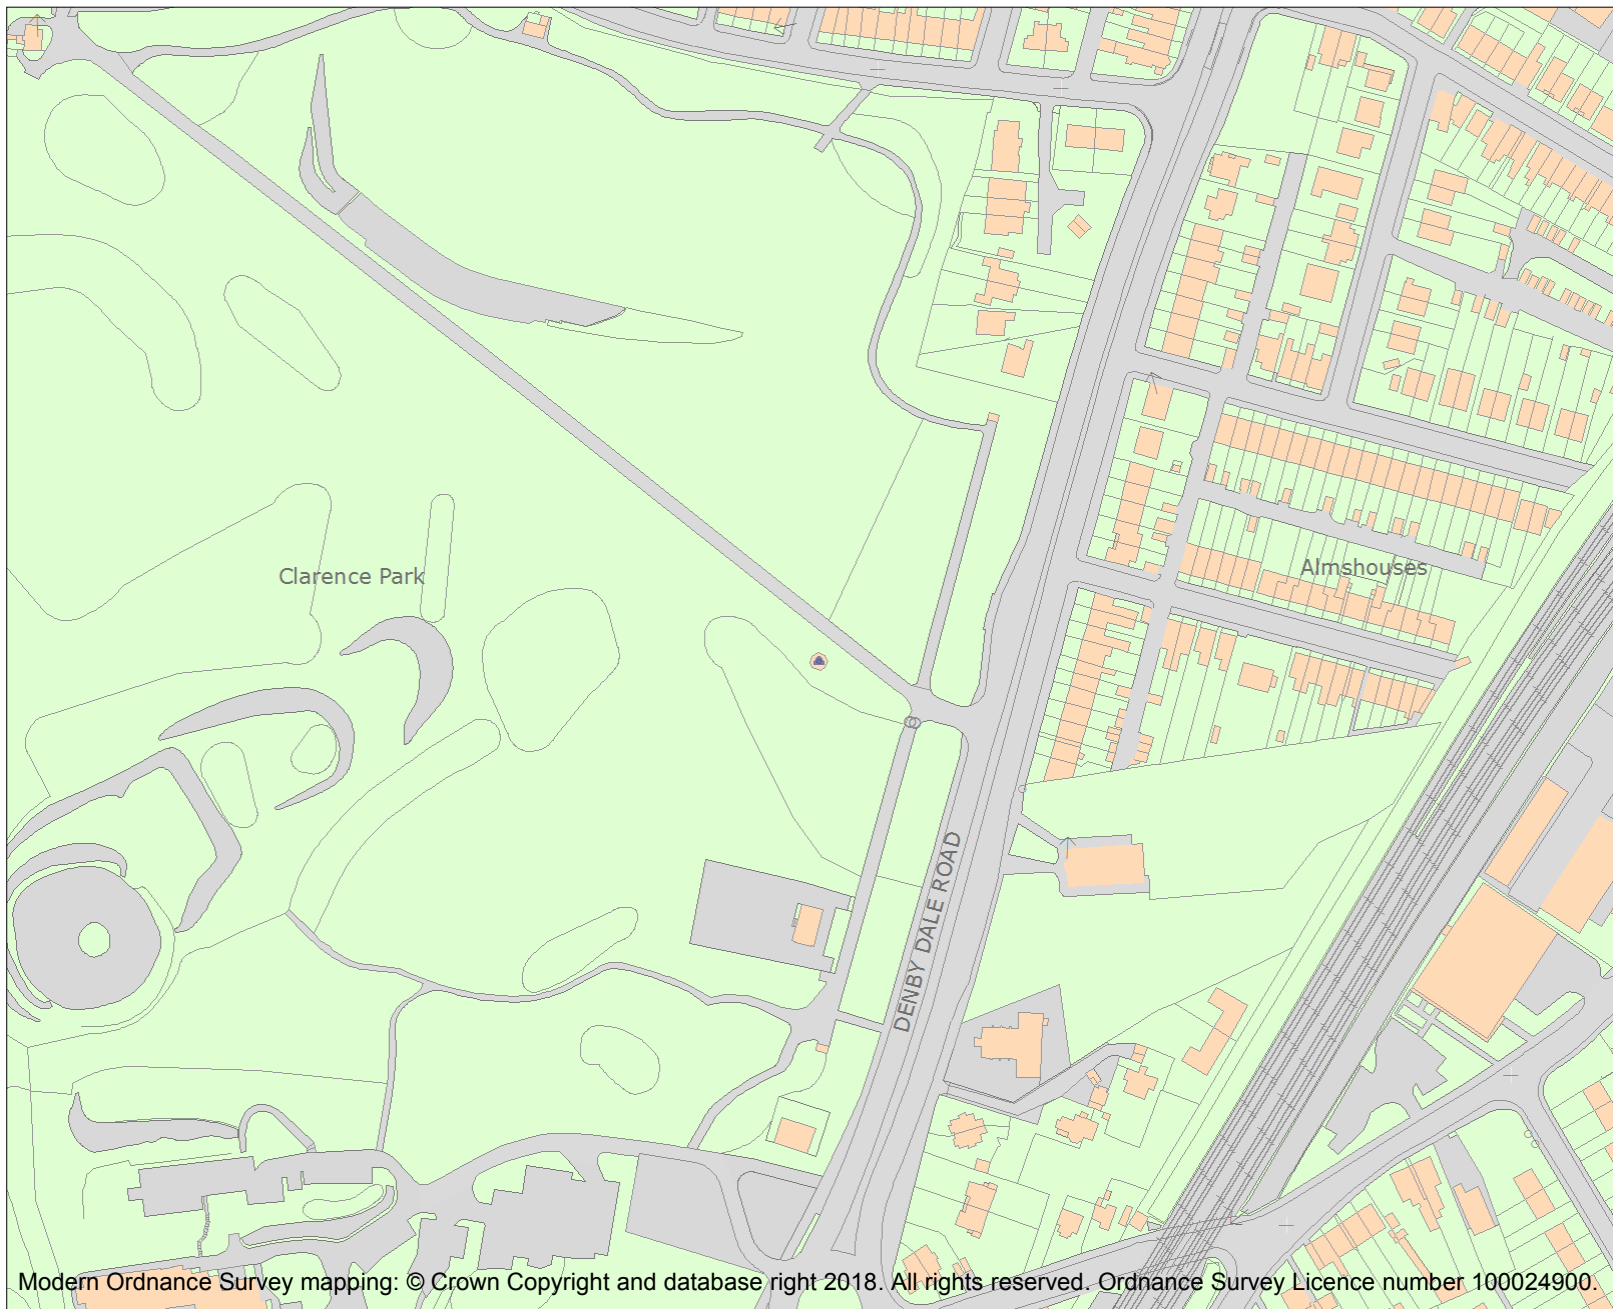 Clarence Park
Almshouses
DENBY DALE ROAD
Modern Ordnance Survey mapping: © Crown Copyright and database right 2018. All rights reserved. Ordnance Survey Licence number 100024900.